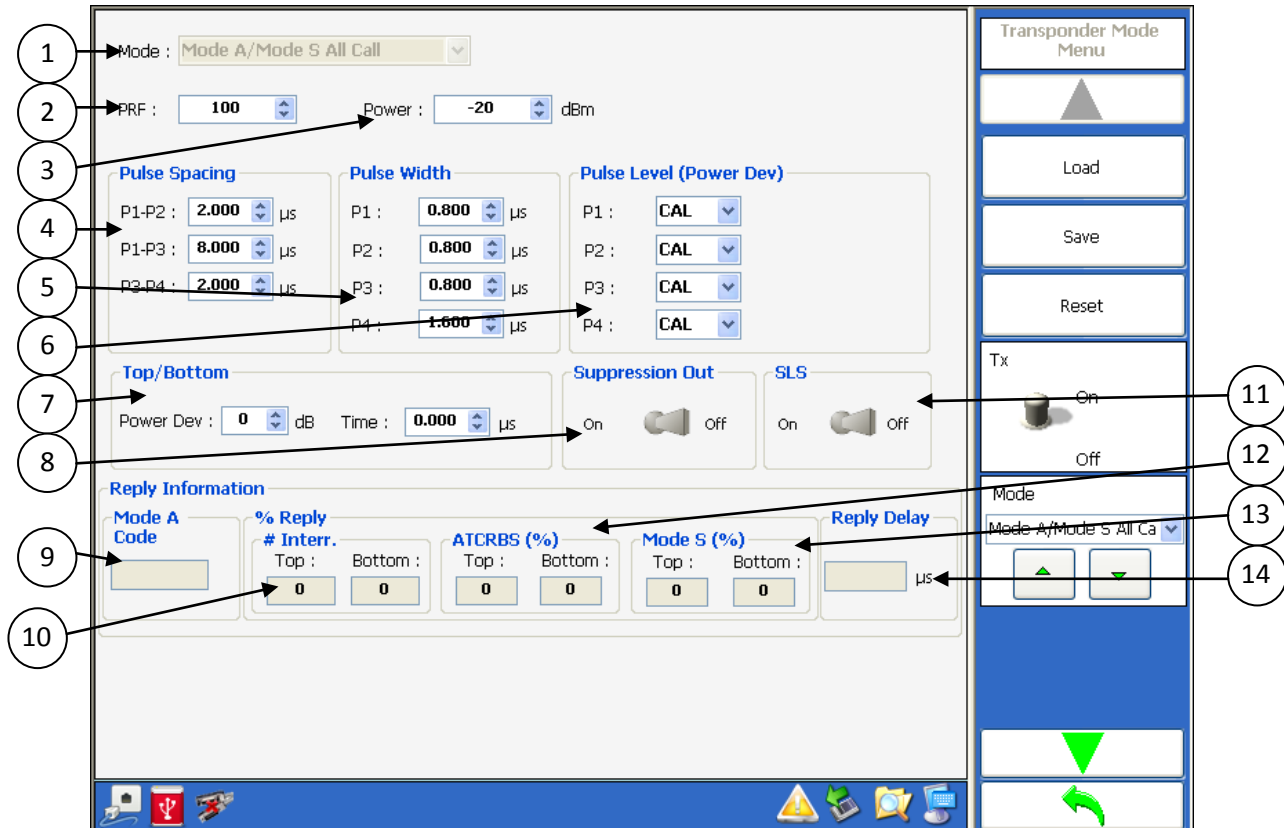 Transponder Mode
Menu
1
Mode : Mode A/Mode S All Call
2
PRF : 100 Power : -20 dBm
3
Load
Pulse Spacing Pulse Width Pulse Level (Power Dev)
4
P1-P2 : 2.000 µs P1 : 0.800 µs P1 : CAL
Save
P1-P3 : 8.000 µs P2 : 0.800 µs P2 : CAL
5
P3-P4 : 2.000 µs P3 : 0.800 µs P3 : CAL
Reset
6
P4 : 1.600 µs P4 : CAL
Tx
7
Top/Bottom Suppression Out SLS
On
11
Power Dev : 0 dB Time : 0.000 µs On Off On Off
8
Off
12
Reply Information
Mode
Mode A
Code
% Reply
# Interr. ATCRBS (%) Mode S (%)
Reply Delay
Mode A/Mode S All Ca
13
9
Top : Bottom : Top : Bottom : Top : Bottom :
0 0 0 0 0 0 µs
14
10